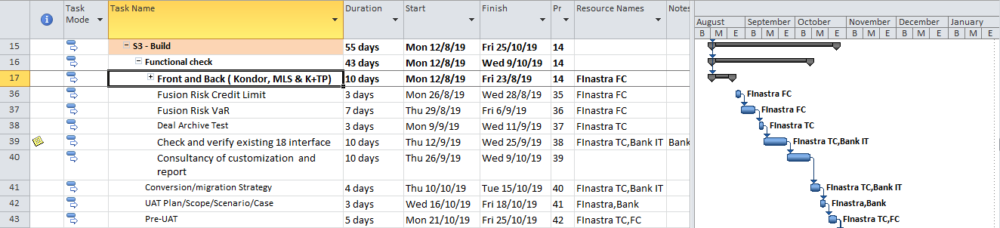 Task Mode Task Name Duration Start Finish Pr Resource Names Notes August September October November December January
B M E B M E B M E B M E B M E B M E
15 S3 - Build 55 days Mon 12/8/19 Fri 25/10/19 14
16 Functional check 43 days Mon 12/8/19 Wed 9/10/19 14
17 Front and Back ( Kondor, MLS & K+TP) 10 days Mon 12/8/19 Fri 23/8/19 14 FInastra FC
36 Fusion Risk Credit Limit 3 days Mon 26/8/19 Wed 28/8/19 35 FInastra FC FInastra FC
37 Fusion Risk VaR 7 days Thu 29/8/19 Fri 6/9/19 36 FInastra FC FInastra FC
38 Deal Archive Test 3 days Mon 9/9/19 Wed 11/9/19 37 FInastra TC FInastra TC
39 Check and verify existing 18 interface 10 days Thu 12/9/19 Wed 25/9/19 38 FInastra TC,Bank IT Bank FInastra TC,Bank IT
40 Consultancy of customization and 10 days Thu 26/9/19 Wed 9/10/19 39
report
41 Conversion/migration Strategy 4 days Thu 10/10/19 Tue 15/10/19 40 FInastra TC,Bank IT FInastra TC,Bank IT
42 UAT Plan/Scope/Scenario/Case 3 days Wed 16/10/19 Fri 18/10/19 41 FInastra,Bank FInastra,Bank
43 Pre-UAT 5 days Mon 21/10/19 Fri 25/10/19 42 FInastra TC,FC FInastra TC,FC